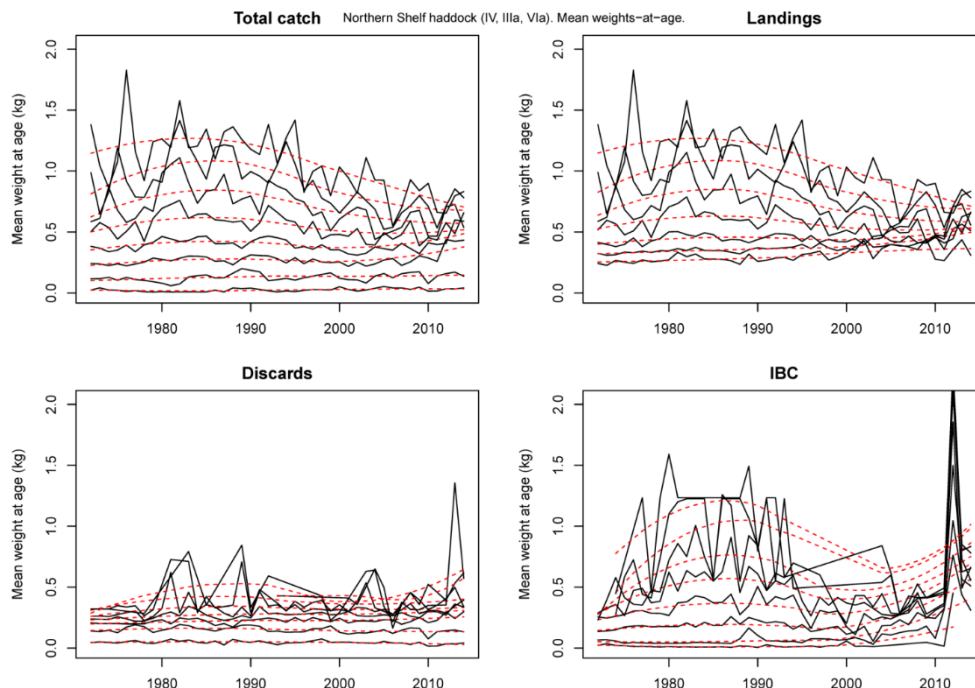 Northern Shelf haddock (IV, IIIa, VIa). Mean weights−at−age.
Total catch
Mean weight at age (kg)
2.0
1.5
1.0
0.5
0.0
1980 1990 2000 2010
Landings
Mean weight at age (kg)
2.0
1.5
1.0
0.5
0.0
1980 1990 2000 2010
Discards
Mean weight at age (kg)
2.0
1.5
1.0
0.5
0.0
1980 1990 2000 2010
IBC
Mean weight at age (kg)
2.0
1.5
1.0
0.5
0.0
1980 1990 2000 2010